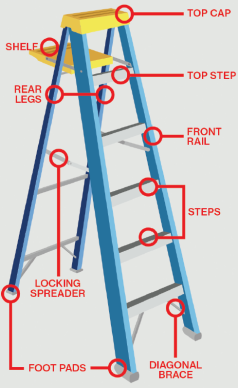 TOP CAP
SHELF
TOP STEP
REAR
LEGS
FRONT
RAIL
STEPS
LOCKING
SPREADER
DIAGONAL
BRACE
FOOT PADS